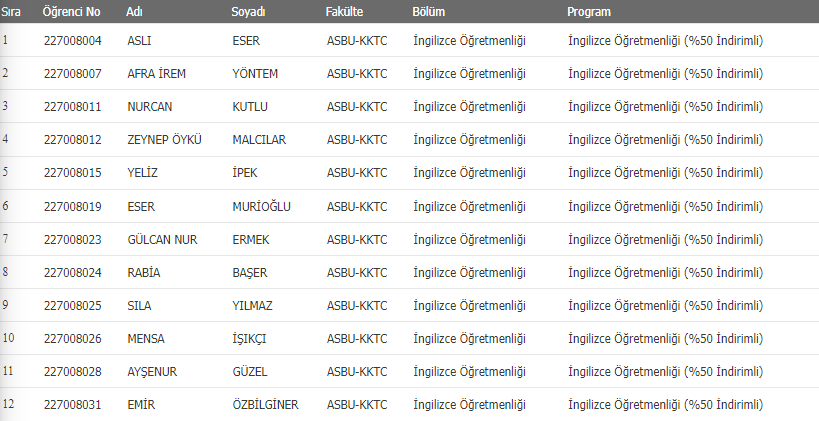 Sıra Öğrenci No Adı Soyadı Fakülte Bölüm Program
1 227008004 ASLI ESER ASBU-KKTC İngilizce Öğretmenliği İngilizce Öğretmenliği (%50 İndirimli)
2 227008007 AFRA İREM YÖNTEM ASBU-KKTC İngilizce Öğretmenliği İngilizce Öğretmenliği (%50 İndirimli)
3 227008011 NURCAN KUTLU ASBU-KKTC İngilizce Öğretmenliği İngilizce Öğretmenliği (%50 İndirimli)
4 227008012 ZEYNEP ÖYKÜ MALCILAR ASBU-KKTC İngilizce Öğretmenliği İngilizce Öğretmenliği (%50 İndirimli)
5 227008015 YELİZ İPEK ASBU-KKTC İngilizce Öğretmenliği İngilizce Öğretmenliği (%50 İndirimli)
6 227008019 ESER MURİOĞLU ASBU-KKTC İngilizce Öğretmenliği İngilizce Öğretmenliği (%50 İndirimli)
7 227008023 GÜLCAN NUR ERMEK ASBU-KKTC İngilizce Öğretmenliği İngilizce Öğretmenliği (%50 İndirimli)
8 227008024 RABİA BAŞER ASBU-KKTC İngilizce Öğretmenliği İngilizce Öğretmenliği (%50 İndirimli)
9 227008025 SILA YILMAZ ASBU-KKTC İngilizce Öğretmenliği İngilizce Öğretmenliği (%50 İndirimli)
10 227008026 MENSA İŞIKÇI ASBU-KKTC İngilizce Öğretmenliği İngilizce Öğretmenliği (%50 İndirimli)
11 227008028 AYŞENUR GÜZEL ASBU-KKTC İngilizce Öğretmenliği İngilizce Öğretmenliği (%50 İndirimli)
12 227008031 EMİR ÖZBİLGİNER ASBU-KKTC İngilizce Öğretmenliği İngilizce Öğretmenliği (%50 İndirimli)